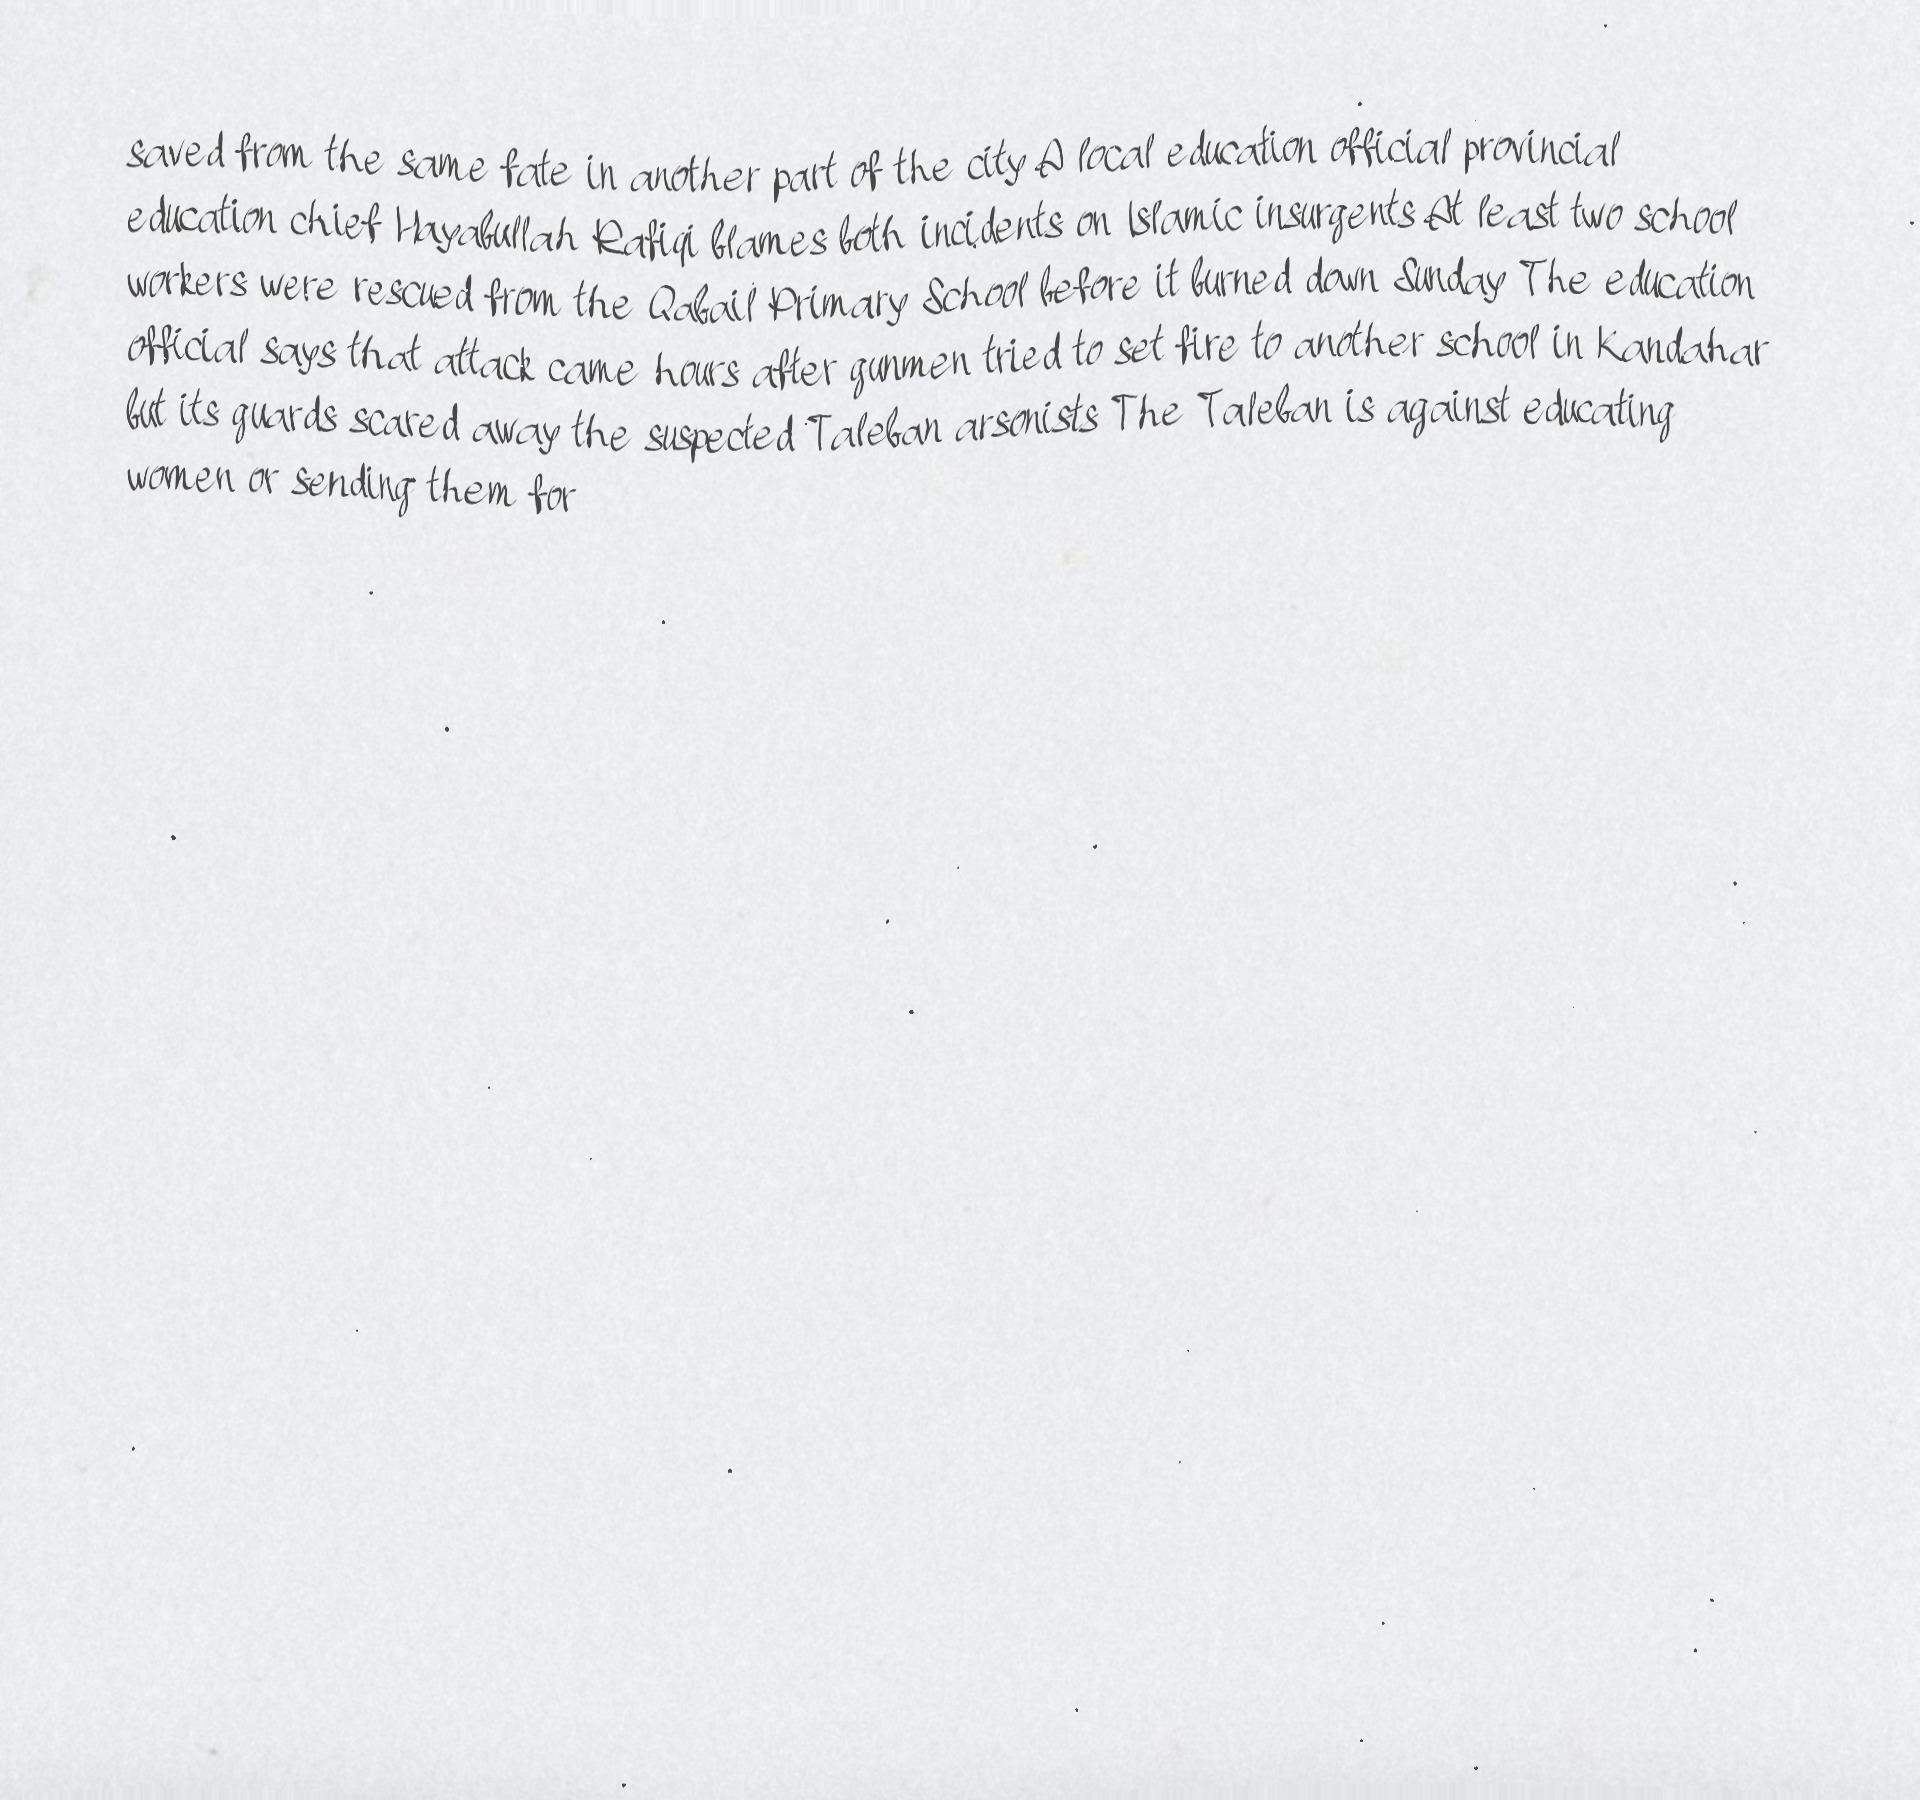 saved from the same fate in another part of the city A local education official provincial
education chief Hayabullah Rafiqi blames both incidents on Islamic insurgents At least two school
workers were rescued from the Qabail Primary School before it burned down Sunday The education
official says that attack came hours after gunmen tried to set fire to another school in Kandahar
but its guards scared away the suspected Taleban arsonists The Taleban is against educating
women or sending them for